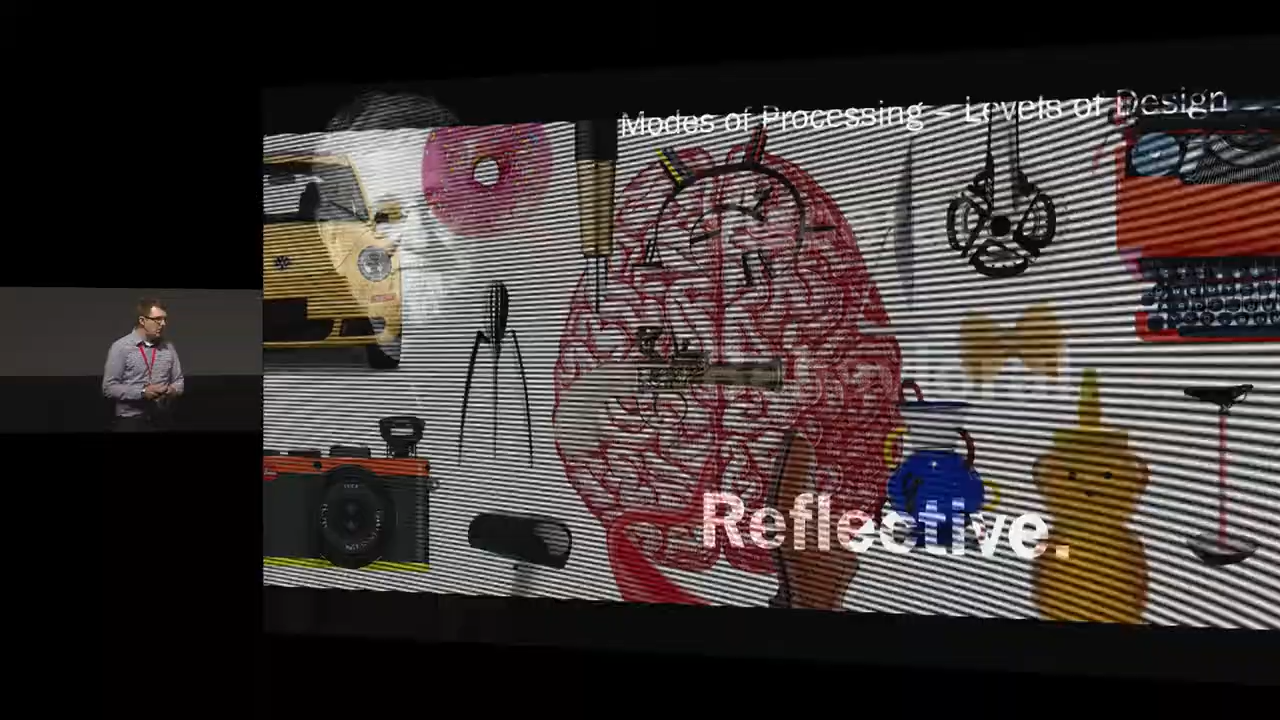 Modes of Processing – Levels of Design
Reflective.